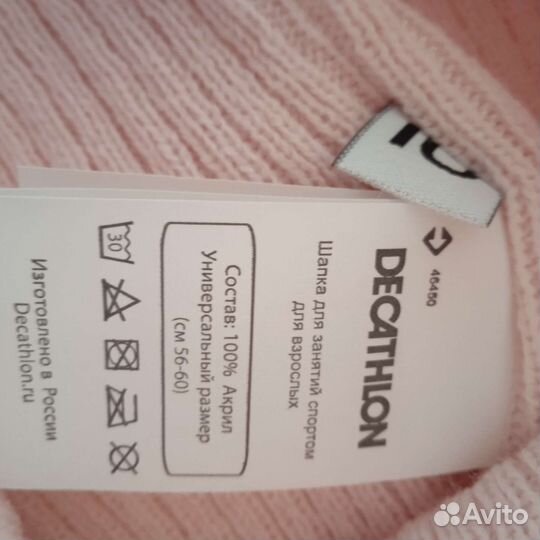 46450
DECATHLON
Шапка для занятий спортом
для взрослых
Состав: 100% Акрил
Универсальный размер
(см 56-60)
30
Изготовлено в России
Decathlon.ru
Avito